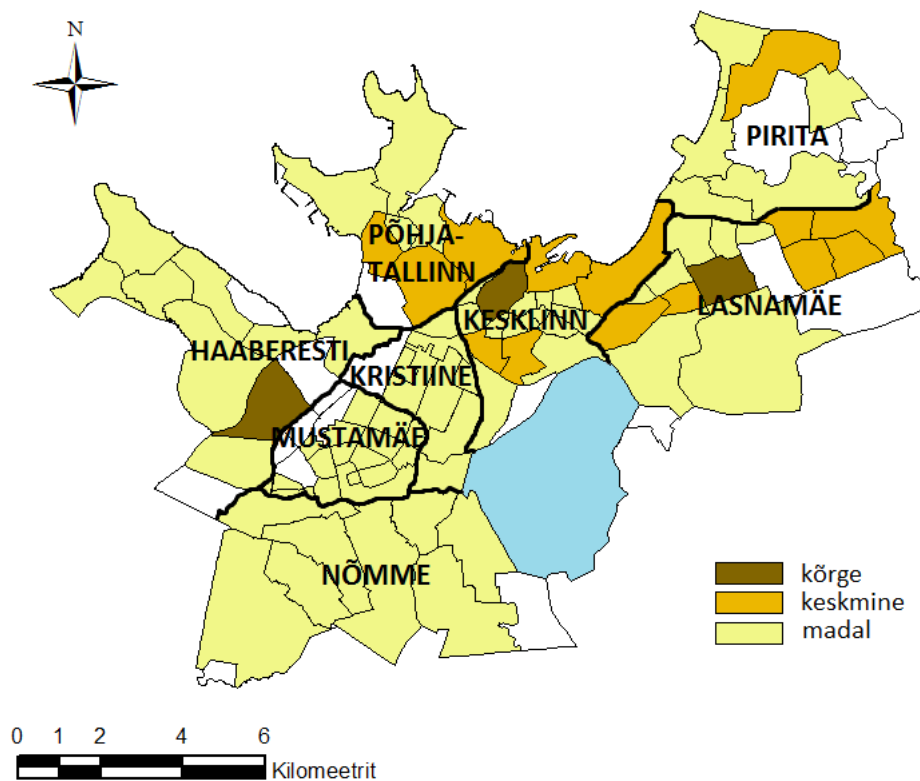 N
PIRITA
PÕHJA-
TALLINN
KESKLINN
LASNAMÄE
HAABERESTI
KRISTIINE
MUSTAMÄE
NÕMME
kõrge
keskmine
madal
0 1 2 4 6
Kilomeetrit